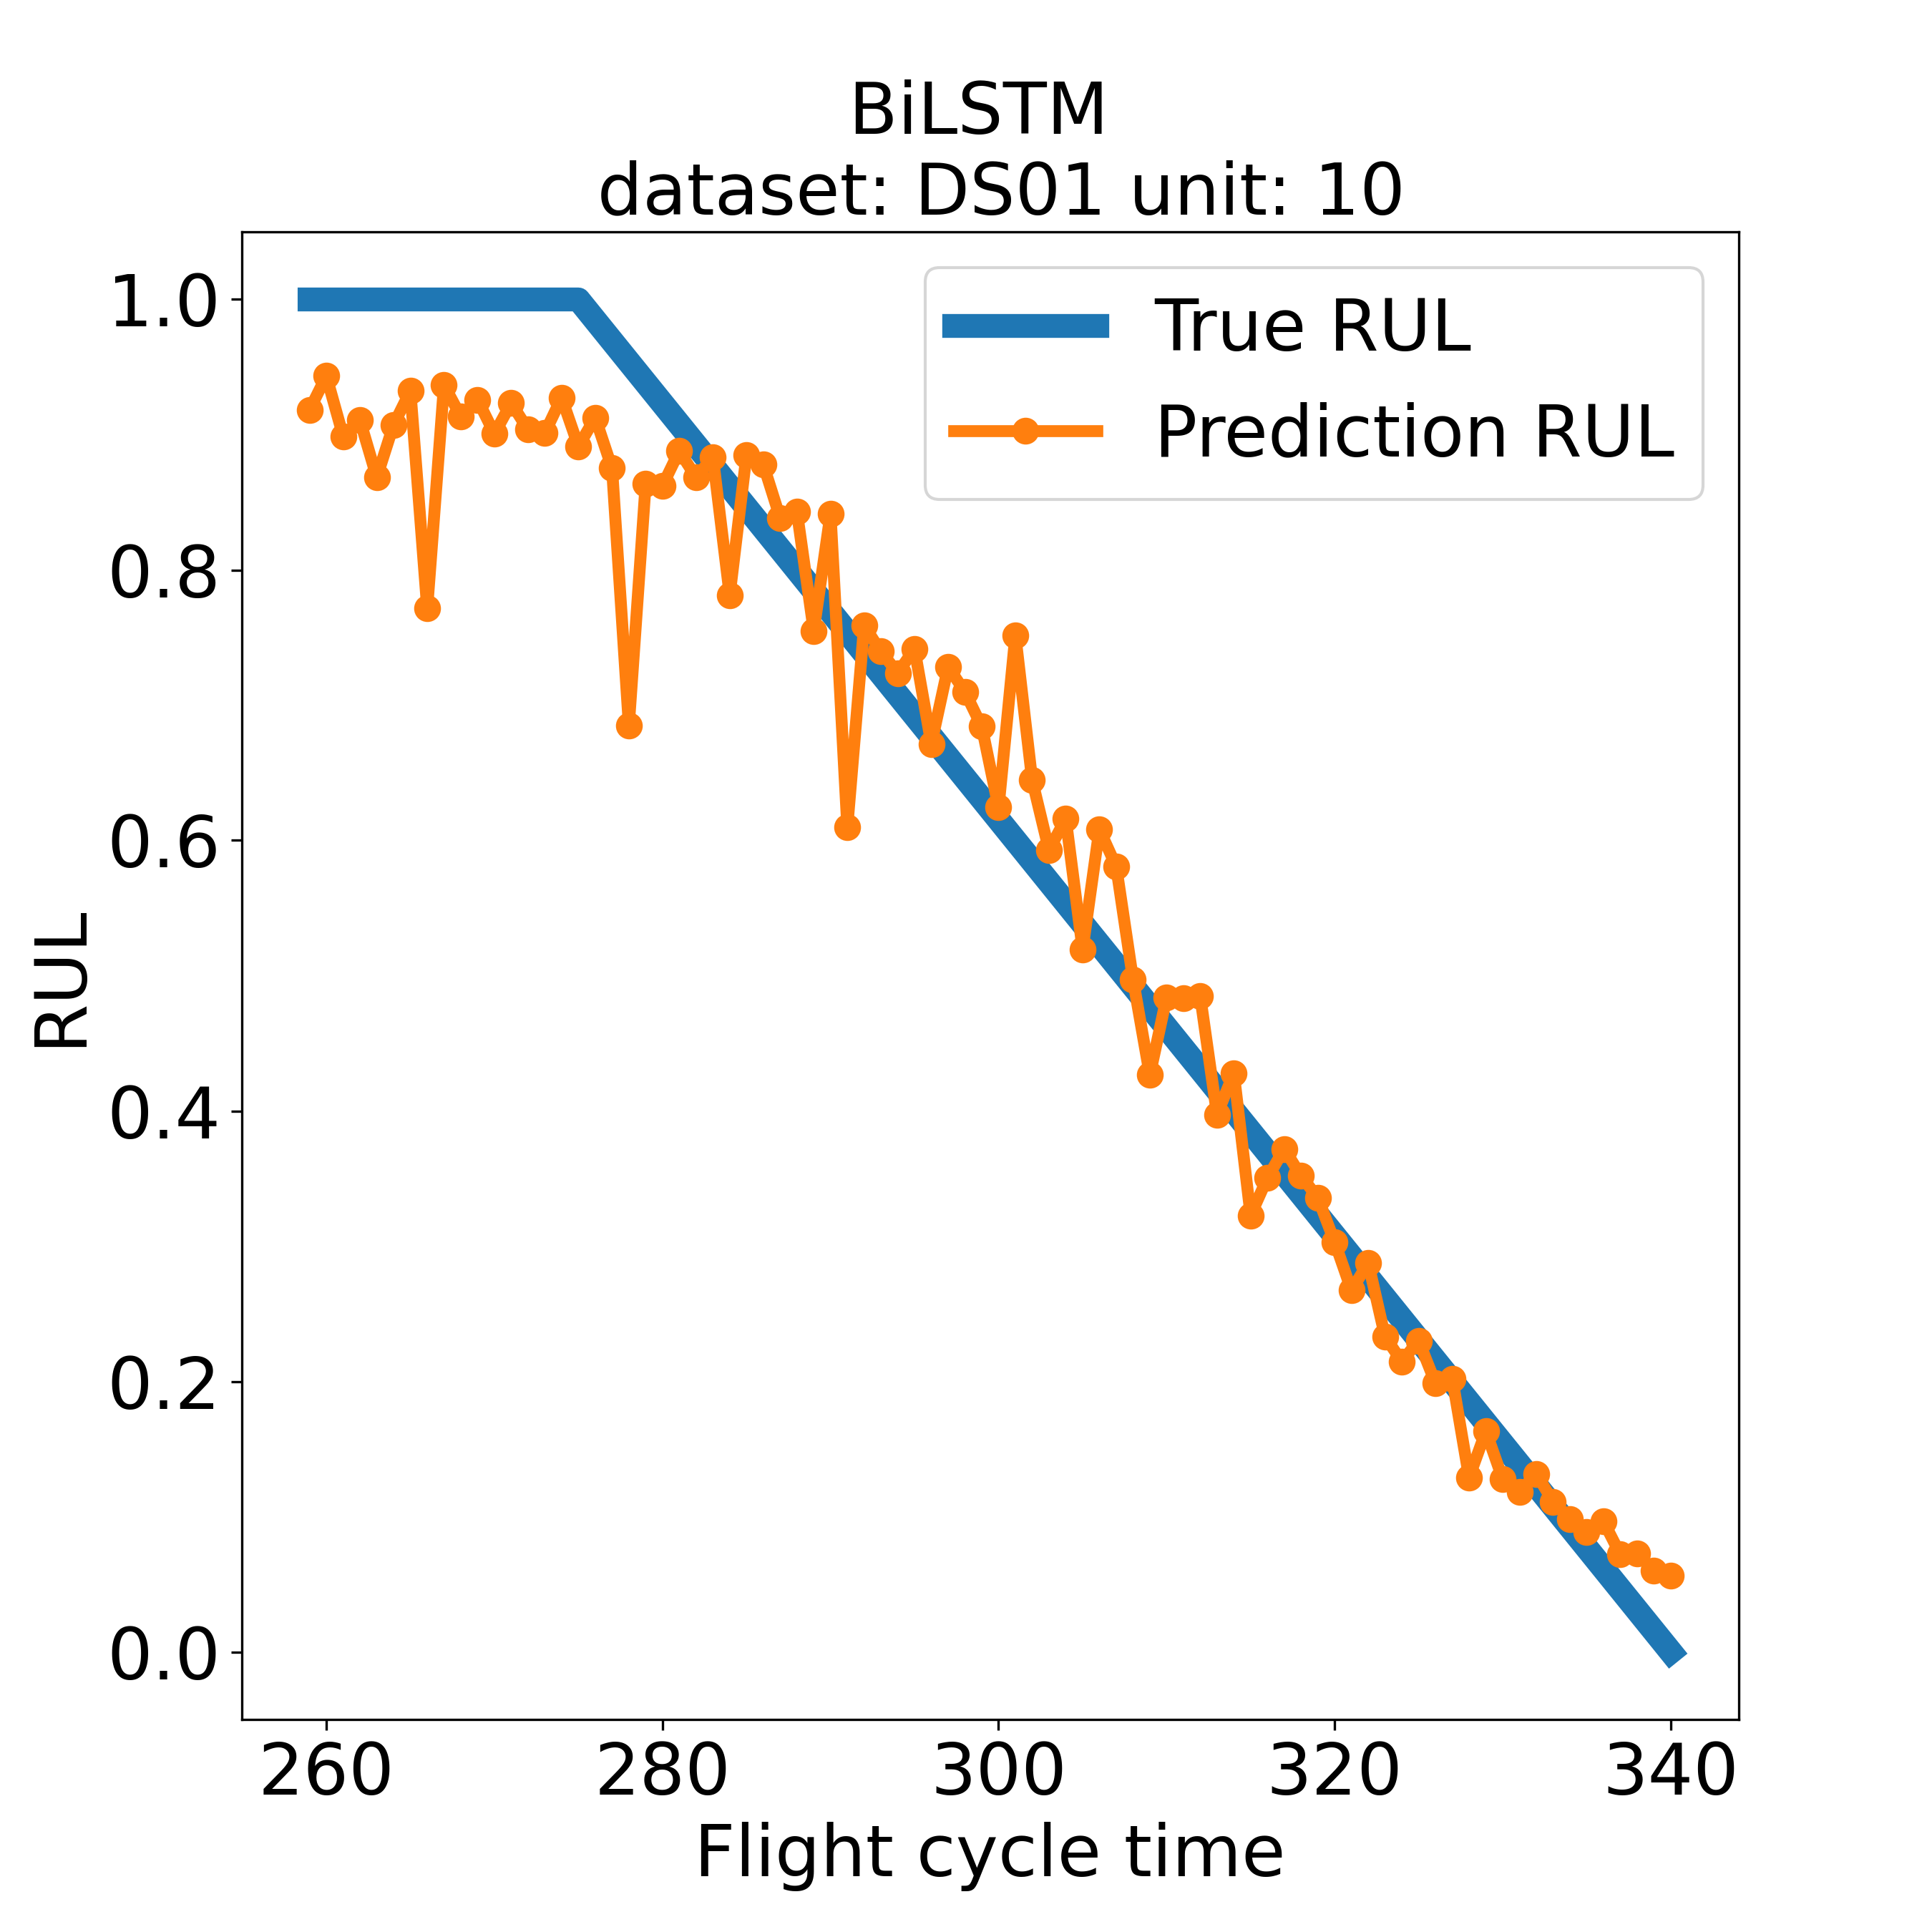 BiLSTM
dataset: DS01 unit: 10
True RUL
Prediction RUL
1.0
0.8
0.6
0.4
0.2
0.0
RUL
260 280 300 320 340
Flight cycle time